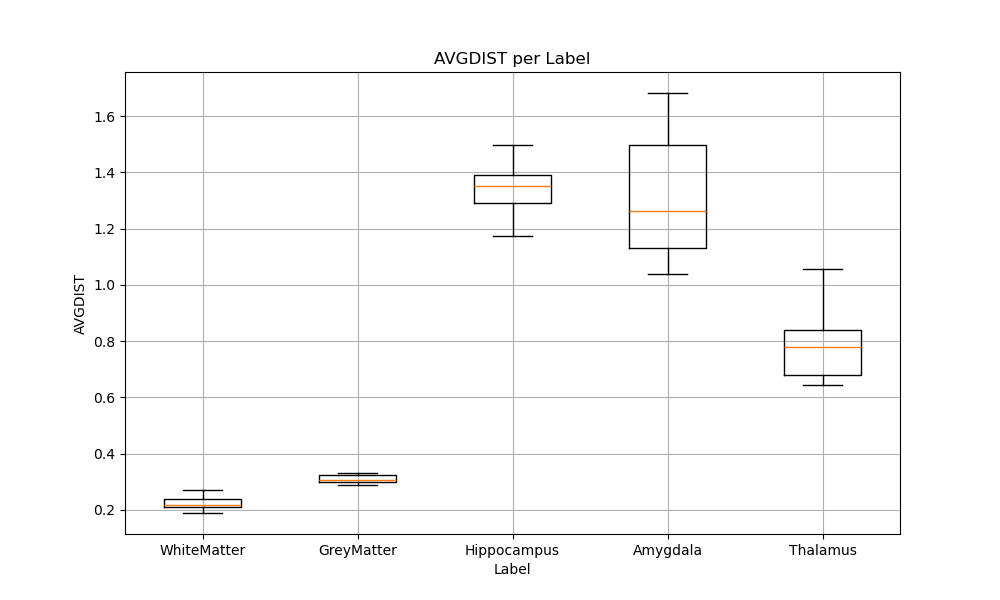 AVGDIST per Label
AVGDIST
1.6
1.4
1.2
1.0
0.8
0.6
0.4
0.2
WhiteMatter
GreyMatter
Hippocampus
Amygdala
Thalamus
Label